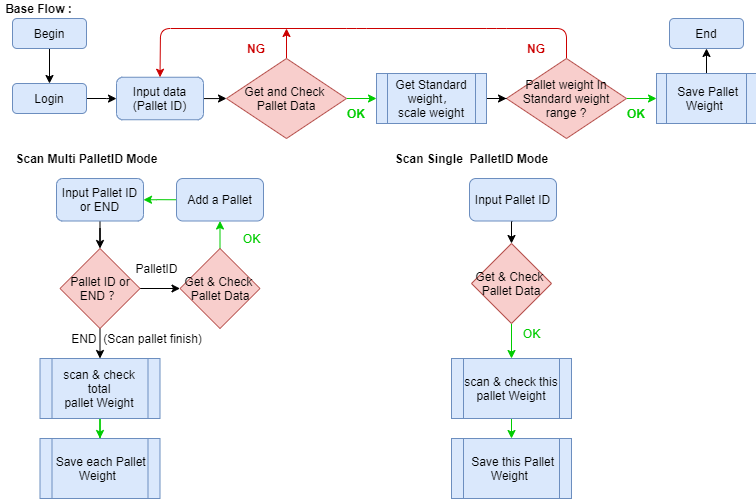 Base Flow :
Begin
Login
Input data
(Pallet ID)
NG
Get and Check
Pallet Data
OK
Get Standard
weight,
scale weight
NG
Pallet weight In
Standard weight
range ?
OK
End
Save Pallet
Weight
Scan Multi PalletID Mode
Input Pallet ID
or END
Add a Pallet
OK
Pallet ID or
END ?
PalletID
Get & Check
Pallet Data
END (Scan pallet finish)
scan & check
total
pallet Weight
Save each Pallet
Weight
Scan Single PalletID Mode
Input Pallet ID
Get & Check
Pallet Data
OK
scan & check this
pallet Weight
Save this Pallet
Weight